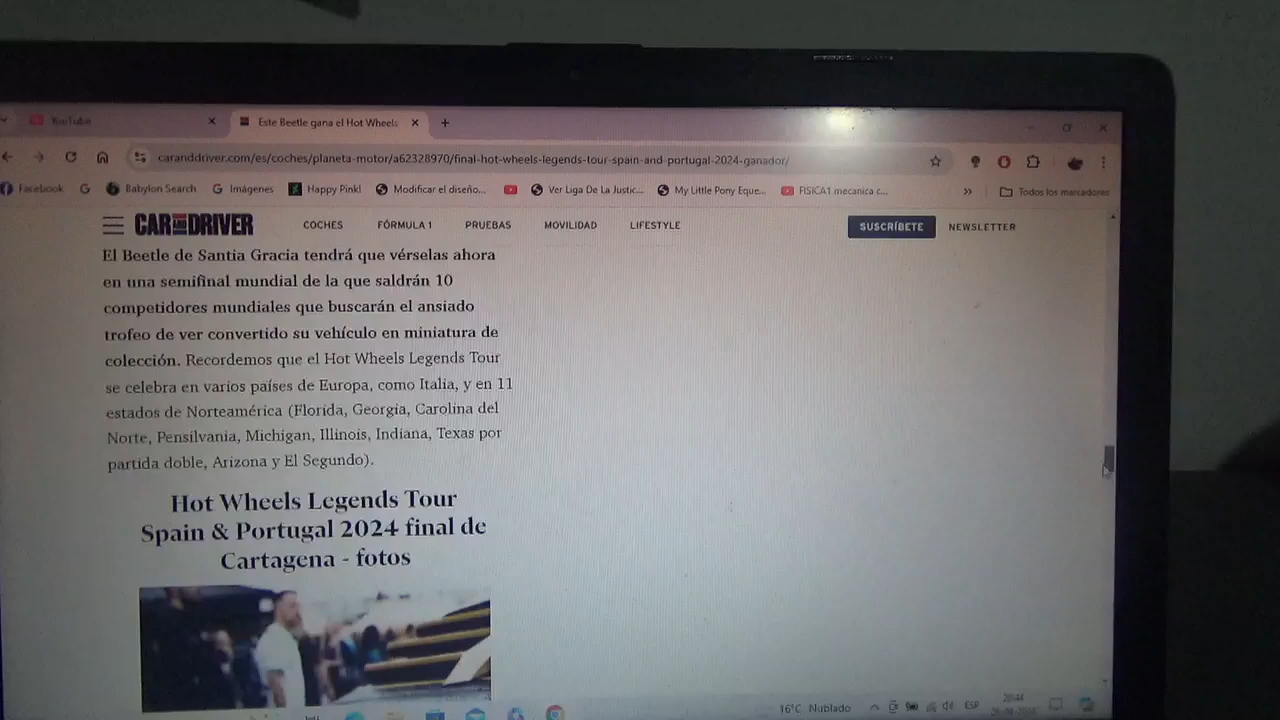 YouTube
Este Beetle gana el Hot Wheels
caranddriver.com/es/coches/planeta-motor/a62328970/final-hot-wheels-legends-tour-spain-and-portugal-2024-ganador/
Facebook
Babylon Search
Imágenes
Happy Pink!
Modificar el diseño...
Ver Liga De La Justic...
My Little Pony Eque...
FISICA1 mecanica c...
»
Todos los marcadores
CAR AND DRIVER
COCHES
FÓRMULA 1
PRUEBAS
MOVILIDAD
LIFESTYLE
SUSCRÍBETE
NEWSLETTER
El Beetle de Santia Gracia tendrá que vérselas ahora
en una semifinal mundial de la que saldrán 10
competidores mundiales que buscarán el ansiado
trofeo de ver convertido su vehículo en miniatura de
colección. Recordemos que el Hot Wheels Legends Tour
se celebra en varios países de Europa, como Italia, y en 11
estados de Norteamérica (Florida, Georgia, Carolina del
Norte, Pensilvania, Michigan, Illinois, Indiana, Texas por
partida doble, Arizona y El Segundo).
Hot Wheels Legends Tour
Spain & Portugal 2024 final de
Cartagena - fotos
16°C Nublado
ESP
20:44